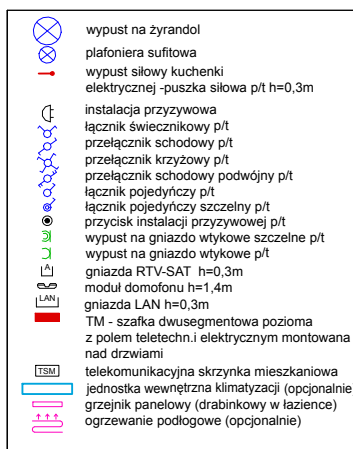 wypust na żyrandol
plafoniera sufitowa
wypust siłowy kuchenki
elektrycznej -puszka siłowa p/t h=0,3m
instalacja przyzywowa
łącznik świecznikowy p/t
przełącznik schodowy p/t
przełącznik krzyżowy p/t
przełącznik schodowy podwójny p/t
łącznik pojedyńczy p/t
łącznik pojedyńczy szczelny p/t
przycisk instalacji przyzywowej p/t
wypust na gniazdo wtykowe szczelne p/t
wypust na gniazdo wtykowe p/t
A gniazda RTV-SAT h=0,3m
moduł domofonu h=1,4m
LAN gniazda LAN h=0,3m
TM - szafka dwusegmentowa pozioma
z polem teletechn.i elektrycznym montowana
nad drzwiami
TSM telekomunikacyjna skrzynka mieszkaniowa
jednostka wewnętrzna klimatyzacji (opcjonalnie)
grzejnik panelowy (drabinkowy w łazience)
ogrzewanie podłogowe (opcjonalnie)